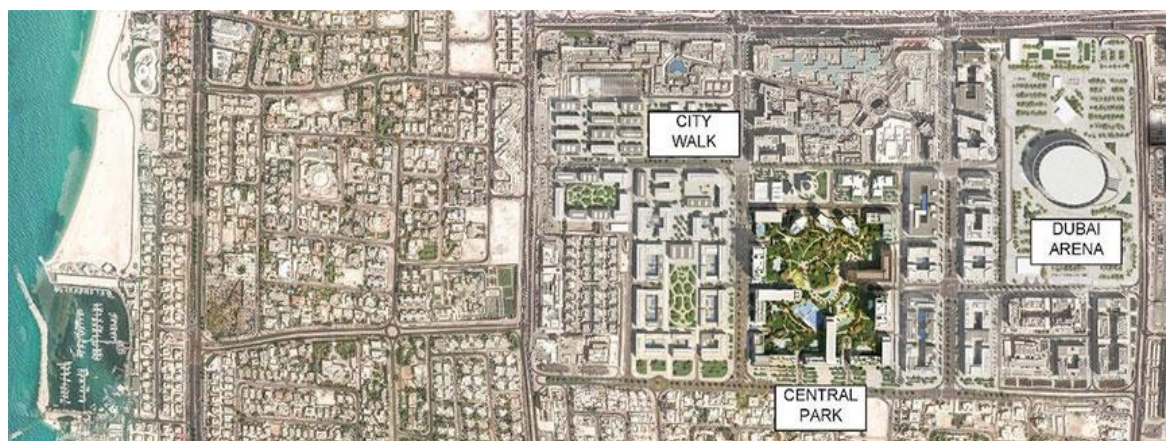 CITY
WALK
DUBAI
ARENA
CENTRAL
PARK